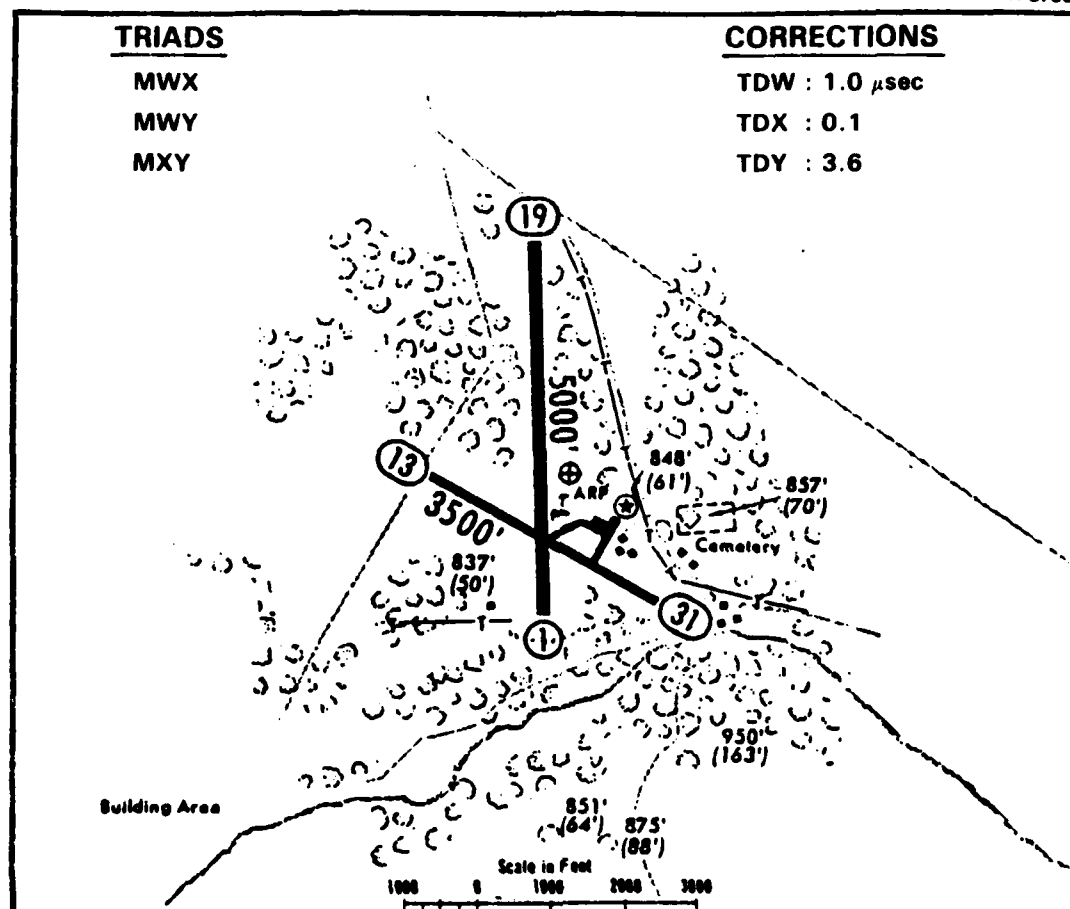 TRIADS
MWX
MWY
MXY
CORRECTIONS
TDW : 1.0 μsec
TDX : 0.1
TDY : 3.6
19
5000'
13
3500'
ARP
848'
(61')
857'
(70')
Cemetery
837'
(50')
T
T
31
1
950'
(163')
Building Area
851'
(64')
875'
(88')
Scale in Feet
1000 0 1000 2000 3000